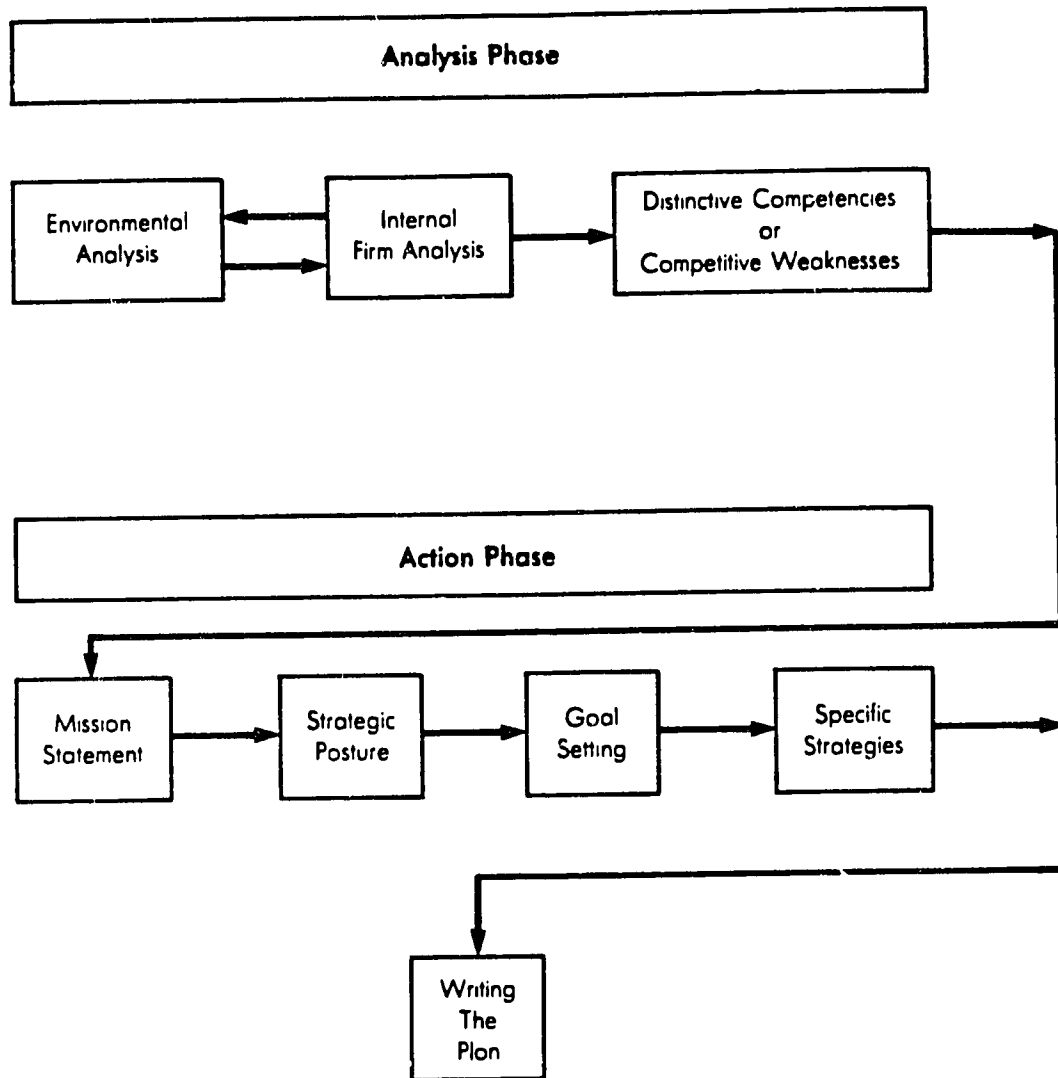 Analysis Phase
Environmental
Analysis
Internal
Firm Analysis
Distinctive Competencies
or
Competitive Weaknesses
Action Phase
Mission
Statement
Strategic
Posture
Goal
Setting
Specific
Strategies
Writing
The
Plon